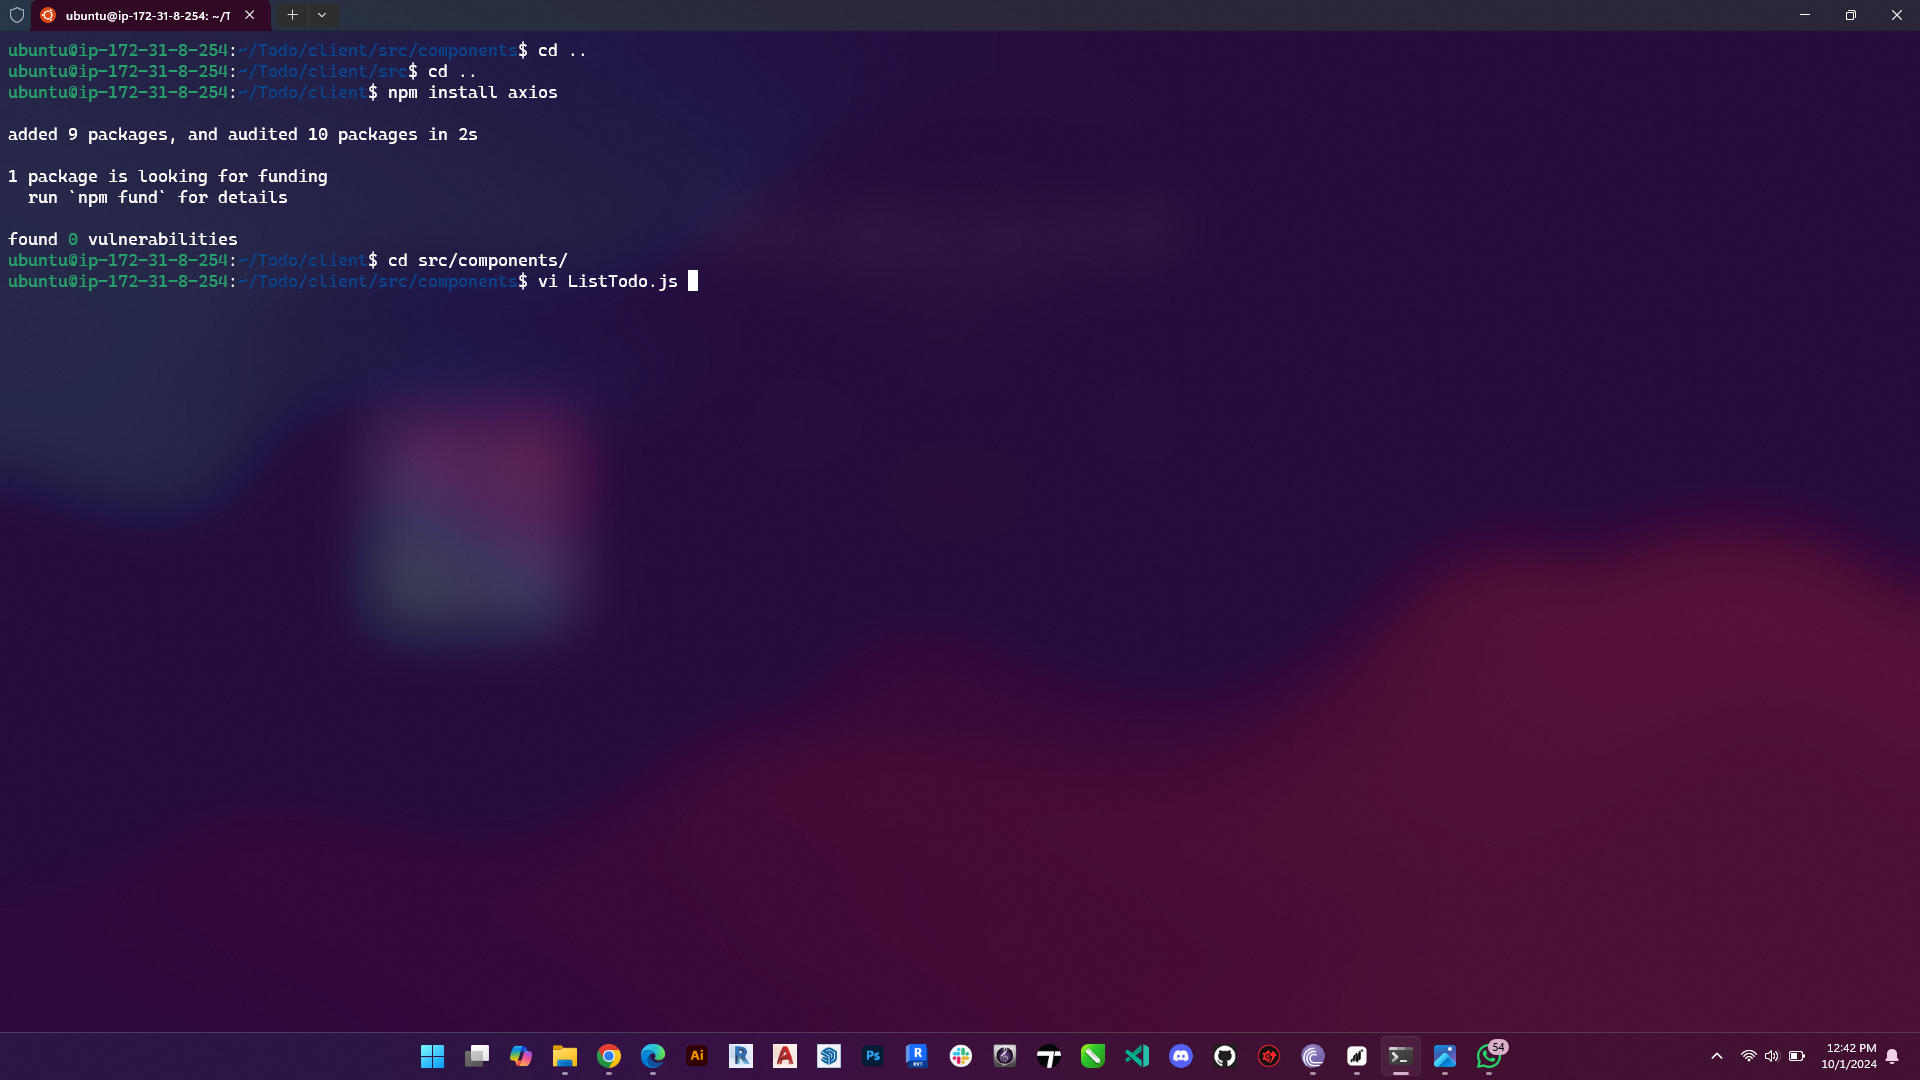 ubuntu@ip-172-31-8-254: ~/T
ubuntu@ip-172-31-8-254:~/Todo/client/src/components$ cd ..
ubuntu@ip-172-31-8-254:~/Todo/client/src$ cd ..
ubuntu@ip-172-31-8-254:~/Todo/client$ npm install axios
added 9 packages, and audited 10 packages in 2s
1 package is looking for funding
  run `npm fund` for details
found 0 vulnerabilities
ubuntu@ip-172-31-8-254:~/Todo/client$ cd src/components/
ubuntu@ip-172-31-8-254:~/Todo/client/src/components$ vi ListTodo.js
Ai
R
A
Ps
R
RVT
54
12:42 PM
10/1/2024